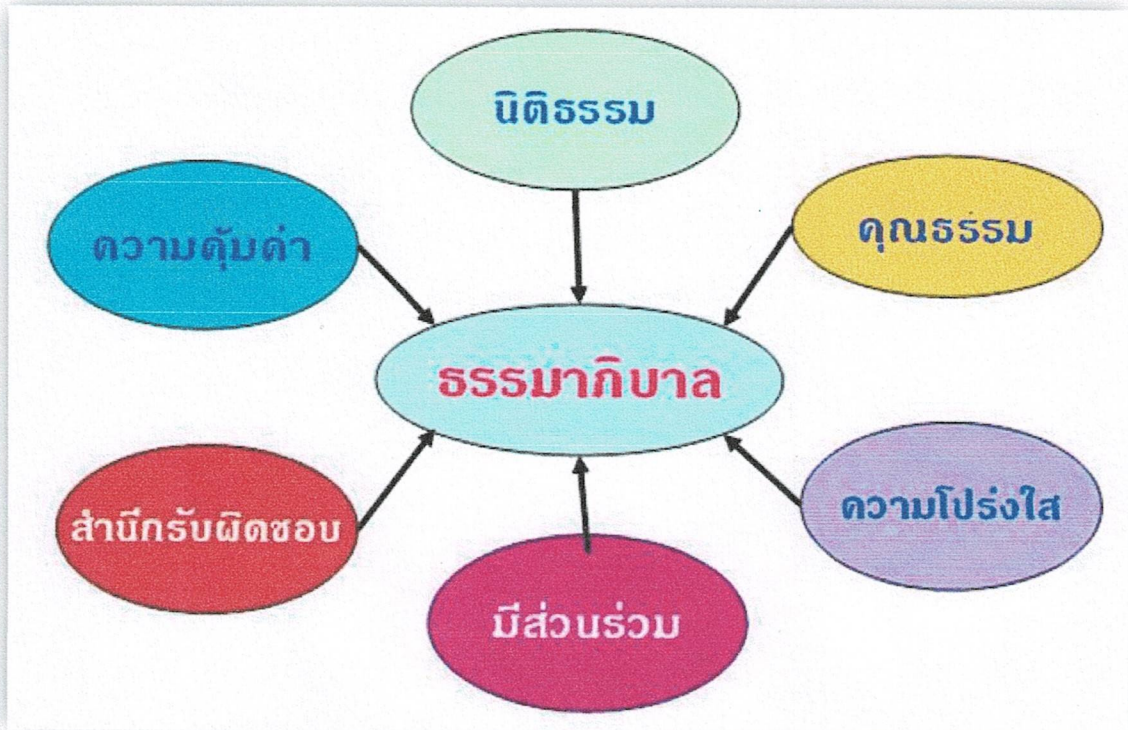 นิติธรรม
ความคุ้มค่า
คุณธรรม
ธรรมาภิบาล
สำนึกรับผิดชอบ
ความโปร่งใส
มีส่วนร่วม